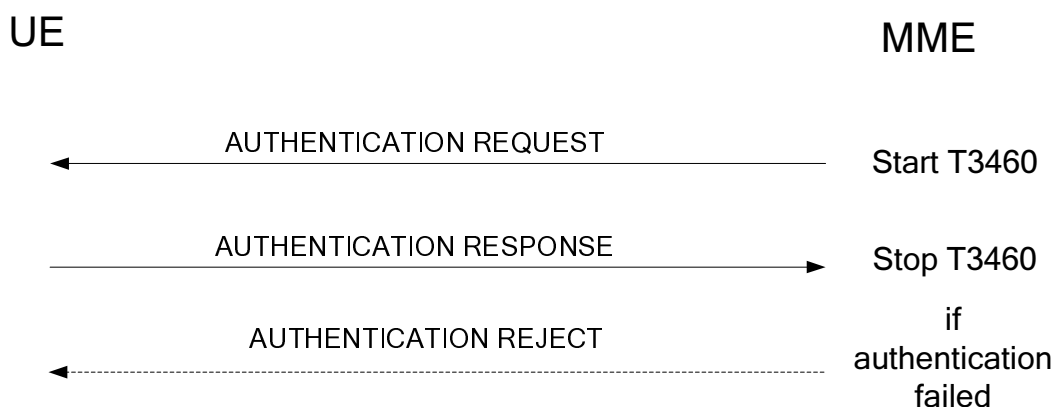 UE
MME
AUTHENTICATION REQUEST
Start T3460
AUTHENTICATION RESPONSE
Stop T3460
AUTHENTICATION REJECT
if
authentication
failed